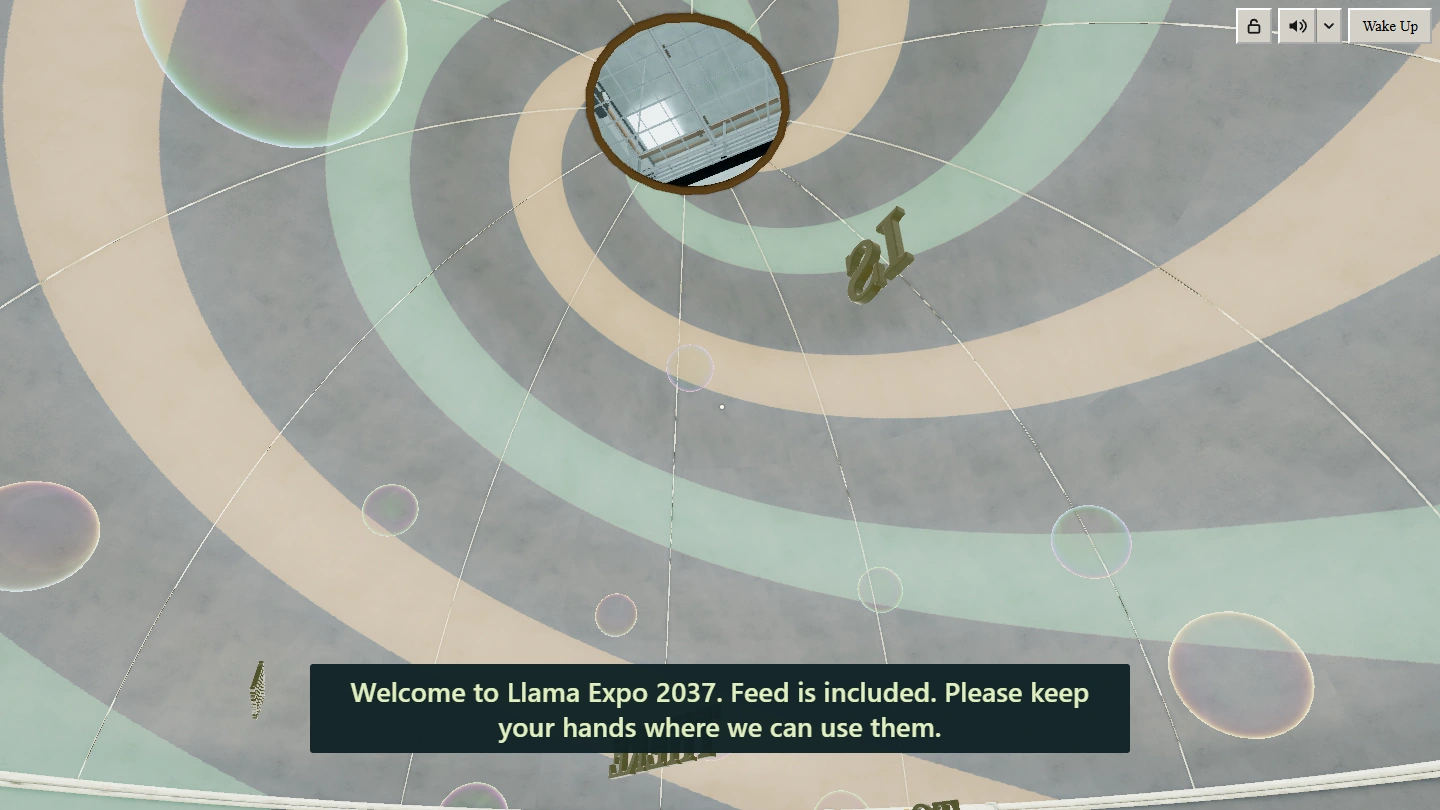 Wake Up
IS
Welcome to Llama Expo 2037. Feed is included. Please keep
your hands where we can use them.